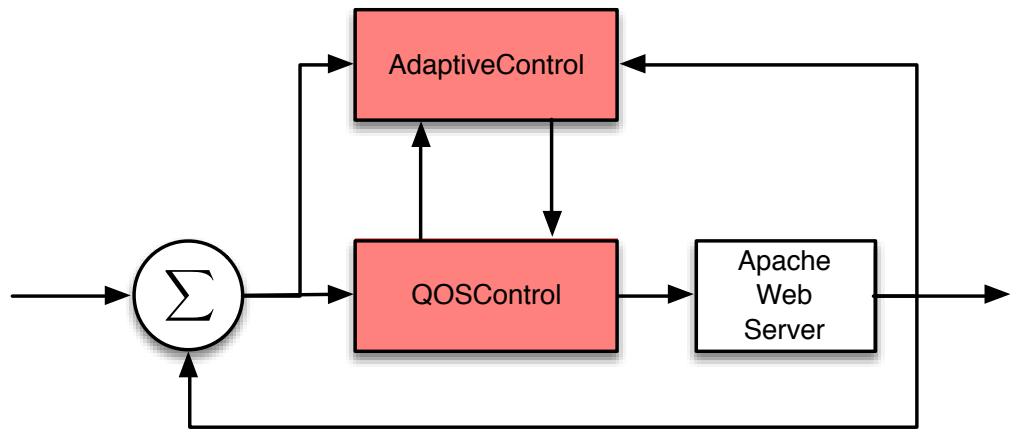 AdaptiveControl
Σ
QOSControl
Apache
Web
Server